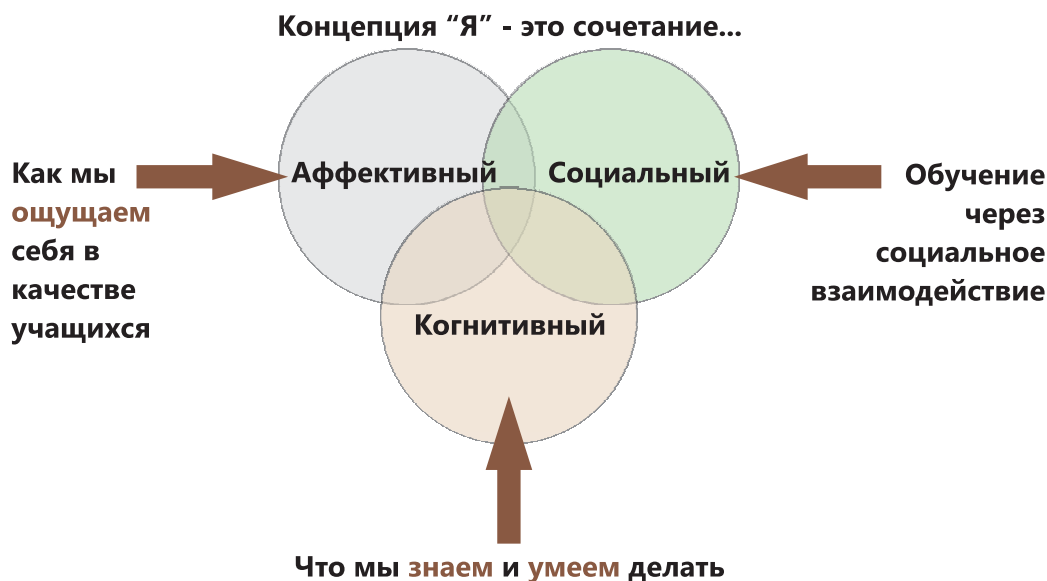 Концепция “Я” - это сочетание...
Аффективный
Социальный
Как мы
ощущаем
себя в
качестве
учащихся
Обучение
через
социальное
взаимодействие
Когнитивный
Что мы знаем и умеем делать